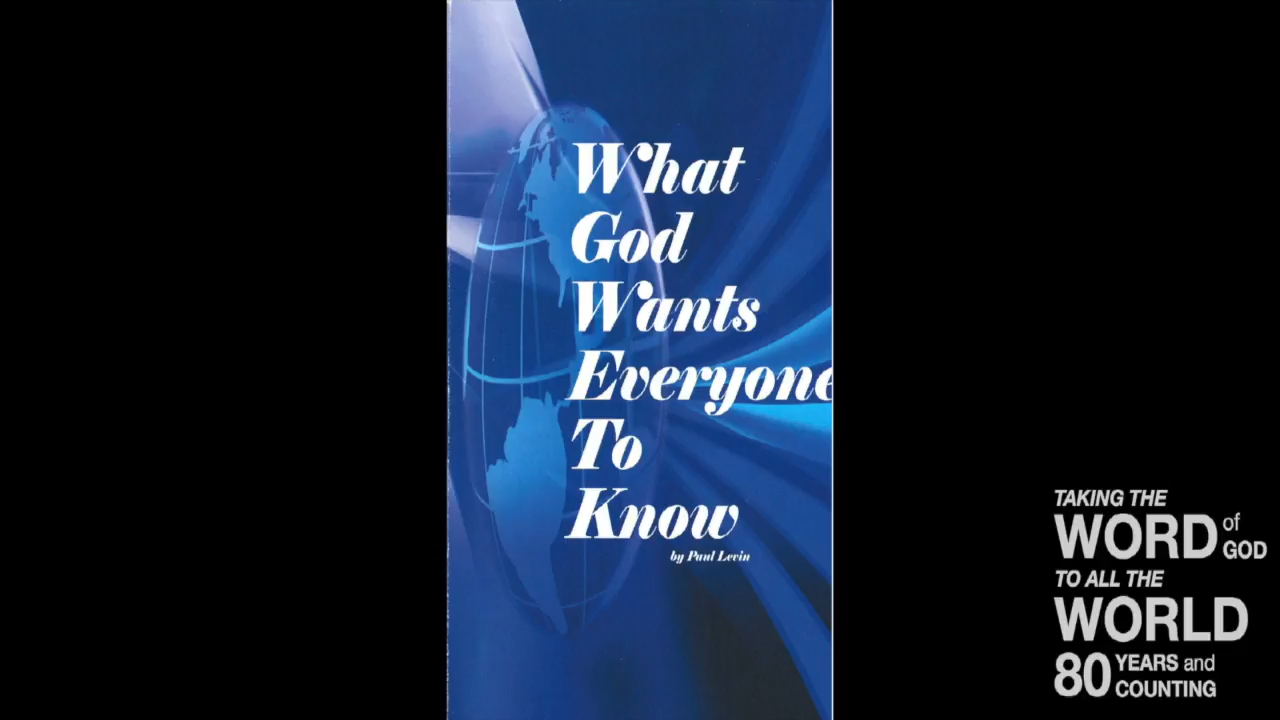 What
God
Wants
Everyone
To
Know
by Paul Levin
TAKING THE
WORD of
GOD
TO ALL THE
WORLD
80 YEARS and
COUNTING